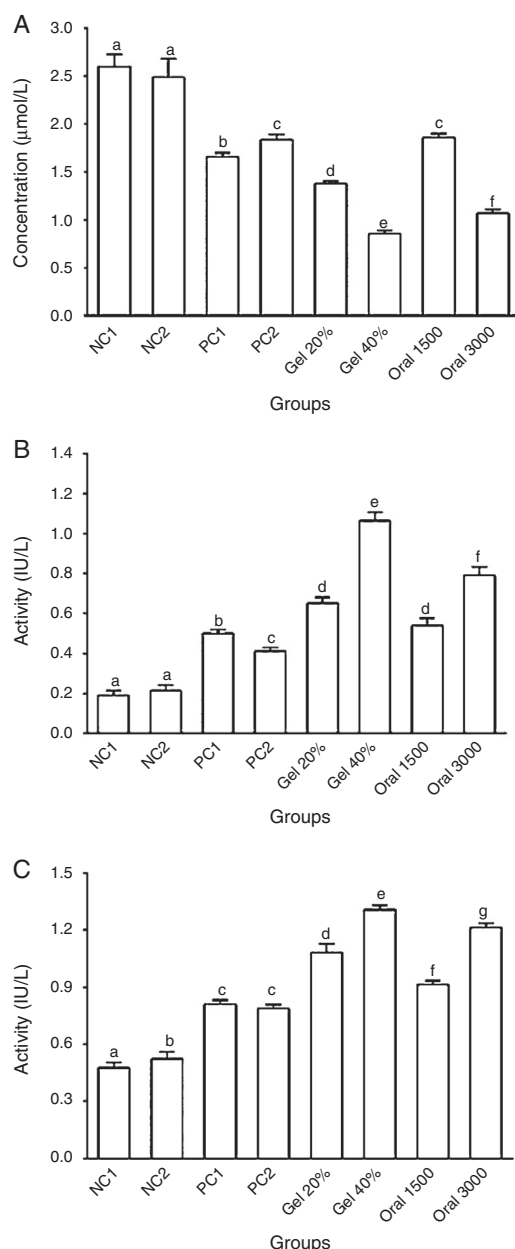 A
3.0
a
a
2.5
2.0
c
c
b
1.5
d
f
1.0
e
0.5
0.0
Concentration (µmol/L)
NC1 NC2 PC1 PC2 Gel 20% Gel 40% Oral 1500 Oral 3000
Groups
B
1.4
1.2
e
1.0
f
0.8
d
d
0.6
b
c
0.4
a
a
0.2
0.0
Activity (IU/L)
NC1 NC2 PC1 PC2 Gel 20% Gel 40% Oral 1500 Oral 3000
Groups
C
1.5
e
g
1.2
d
f
0.9
c
c
0.6
b
a
0.3
0.0
Activity (IU/L)
NC1 NC2 PC1 PC2 Gel 20% Gel 40% Oral 1500 Oral 3000
Groups